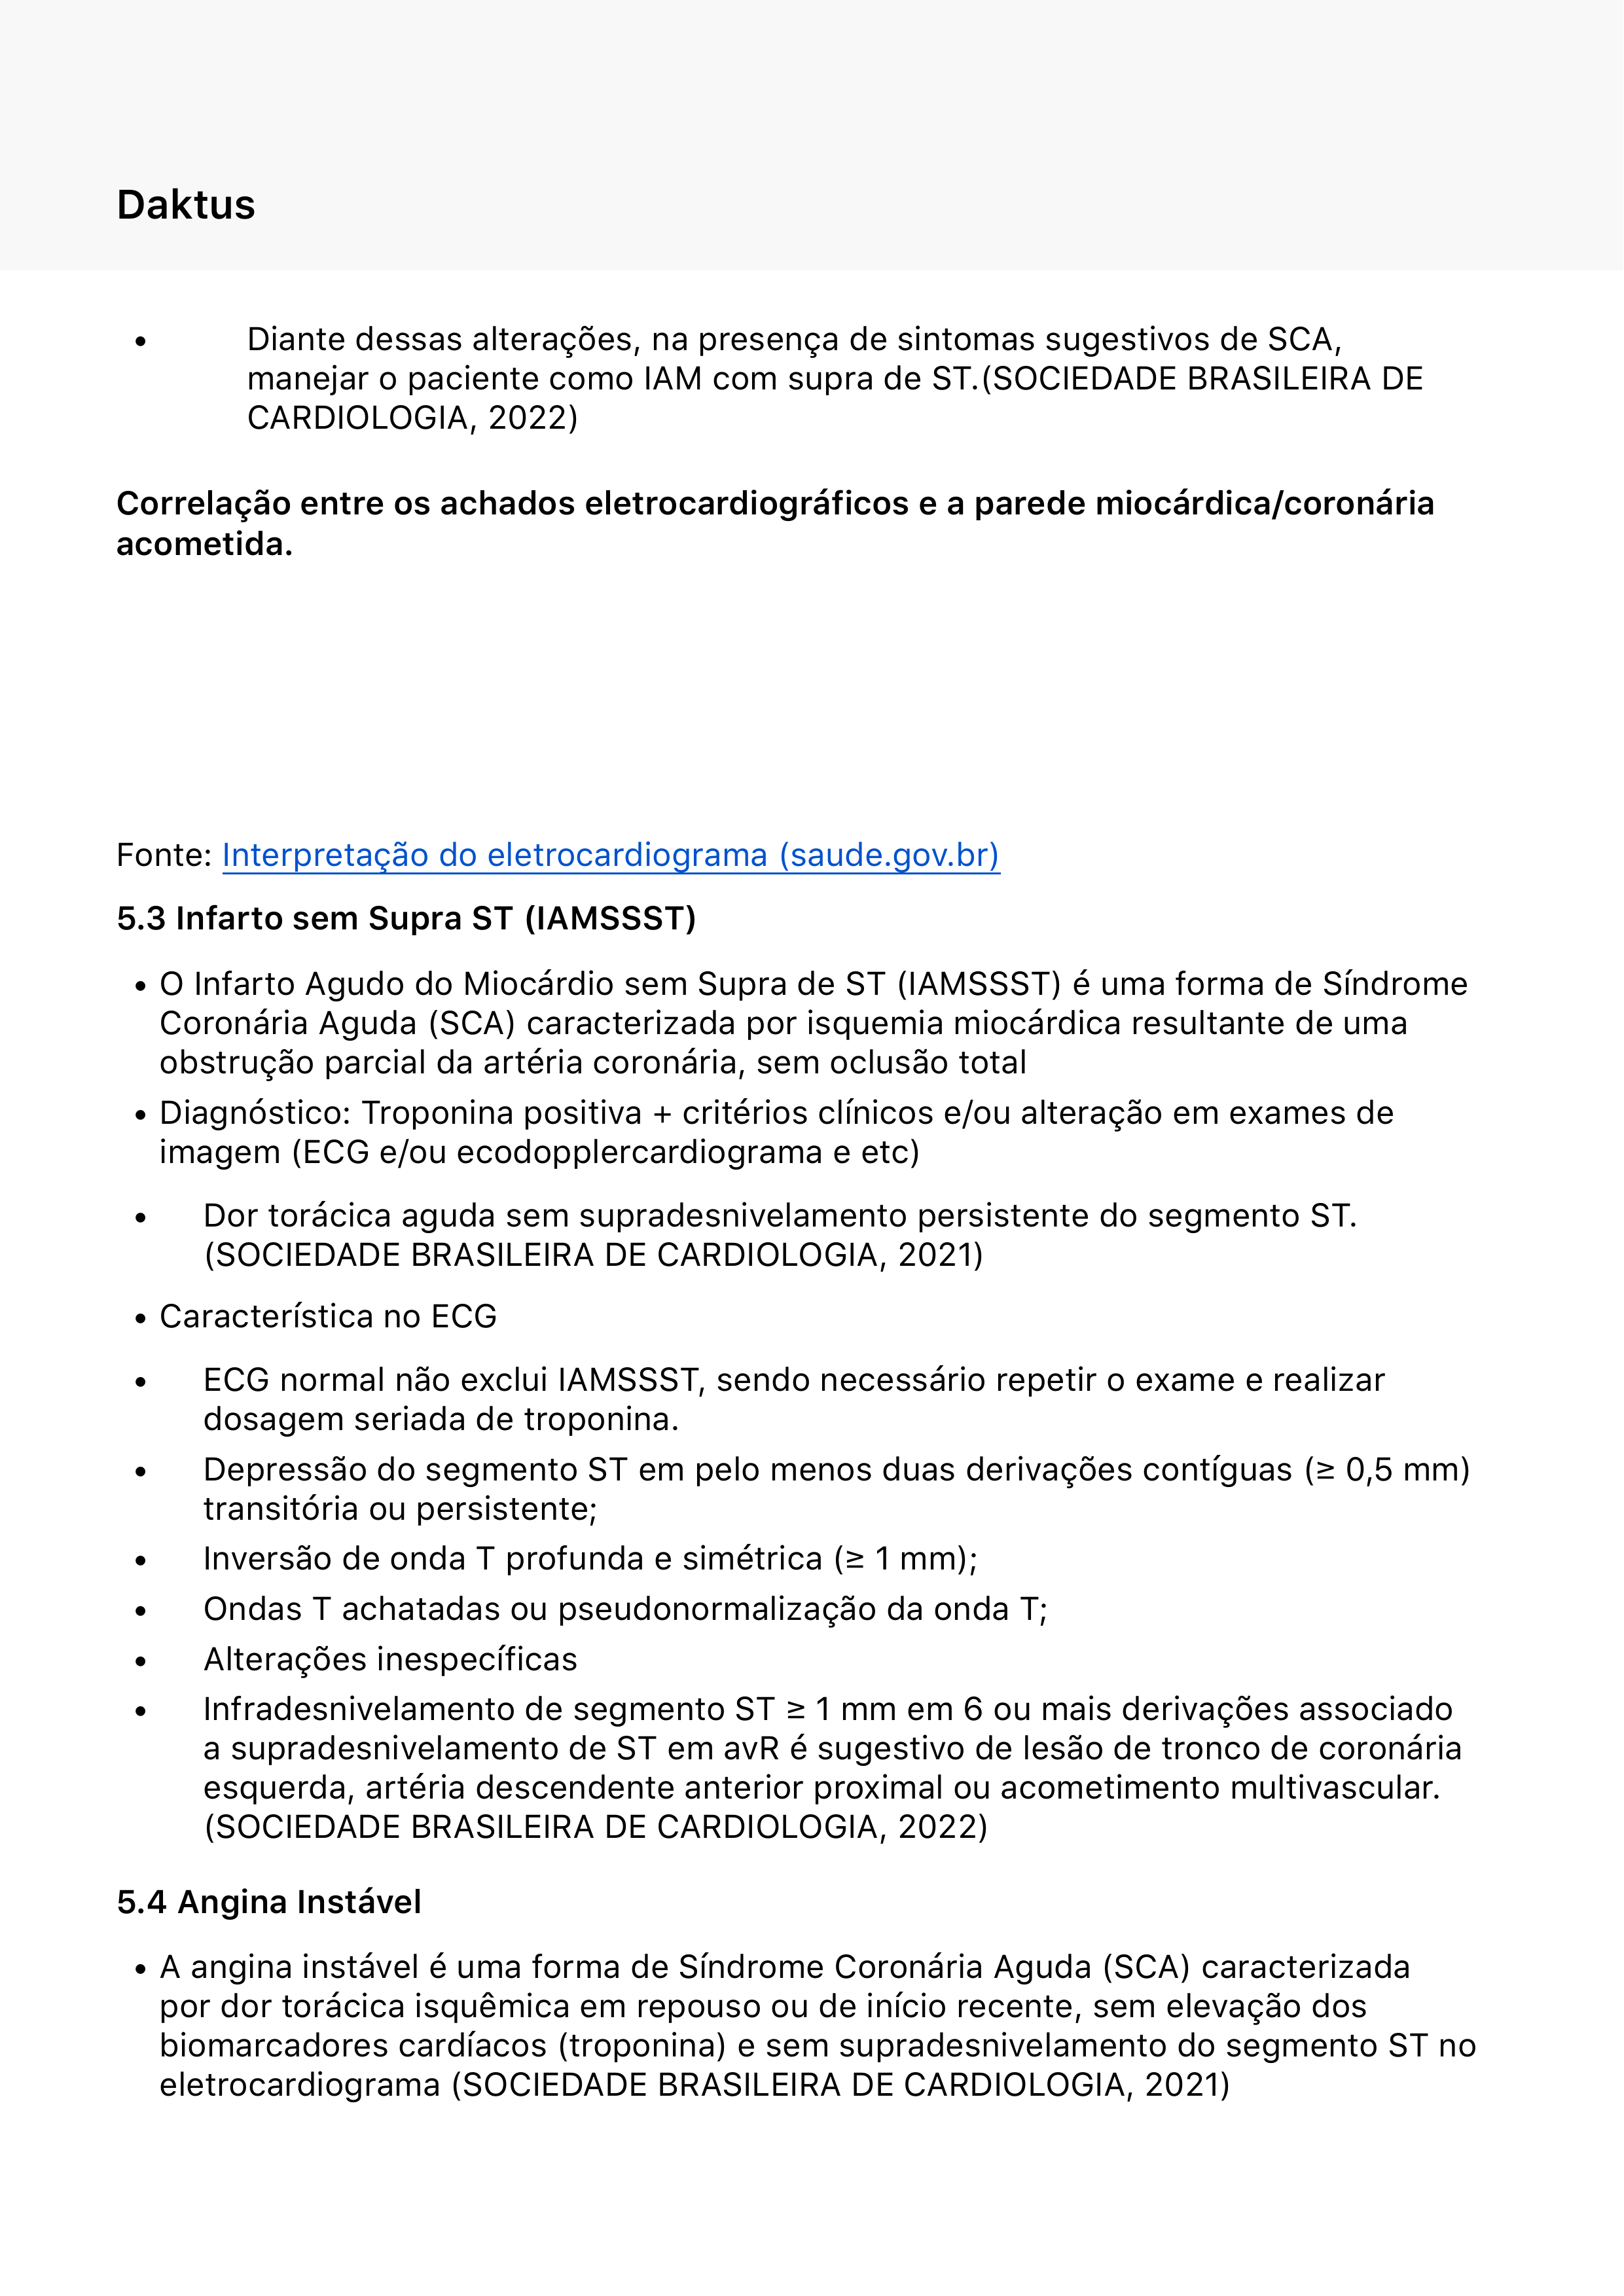 Daktus
• Diante dessas alterações, na presença de sintomas sugestivos de SCA,
manejar o paciente como IAM com supra de ST.(SOCIEDADE BRASILEIRA DE
CARDIOLOGIA, 2022)
Correlação entre os achados eletrocardiográficos e a parede miocárdica/coronária
acometida.
Fonte: Interpretação do eletrocardiograma (saude.gov.br)
5.3 Infarto sem Supra ST (IAMSSST)
• O Infarto Agudo do Miocárdio sem Supra de ST (IAMSSST) é uma forma de Síndrome
Coronária Aguda (SCA) caracterizada por isquemia miocárdica resultante de uma
obstrução parcial da artéria coronária, sem oclusão total
• Diagnóstico: Troponina positiva + critérios clínicos e/ou alteração em exames de
imagem (ECG e/ou ecodopplercardiograma e etc)
• Dor torácica aguda sem supradesnivelamento persistente do segmento ST.
(SOCIEDADE BRASILEIRA DE CARDIOLOGIA, 2021)
• Característica no ECG
• ECG normal não exclui IAMSSST, sendo necessário repetir o exame e realizar
dosagem seriada de troponina.
• Depressão do segmento ST em pelo menos duas derivações contíguas (≥ 0,5 mm)
transitória ou persistente;
• Inversão de onda T profunda e simétrica (≥ 1 mm);
• Ondas T achatadas ou pseudonormalização da onda T;
• Alterações inespecíficas
• Infradesnivelamento de segmento ST ≥ 1 mm em 6 ou mais derivações associado
a supradesnivelamento de ST em avR é sugestivo de lesão de tronco de coronária
esquerda, artéria descendente anterior proximal ou acometimento multivascular.
(SOCIEDADE BRASILEIRA DE CARDIOLOGIA, 2022)
5.4 Angina Instável
• A angina instável é uma forma de Síndrome Coronária Aguda (SCA) caracterizada
por dor torácica isquêmica em repouso ou de início recente, sem elevação dos
biomarcadores cardíacos (troponina) e sem supradesnivelamento do segmento ST no
eletrocardiograma (SOCIEDADE BRASILEIRA DE CARDIOLOGIA, 2021)